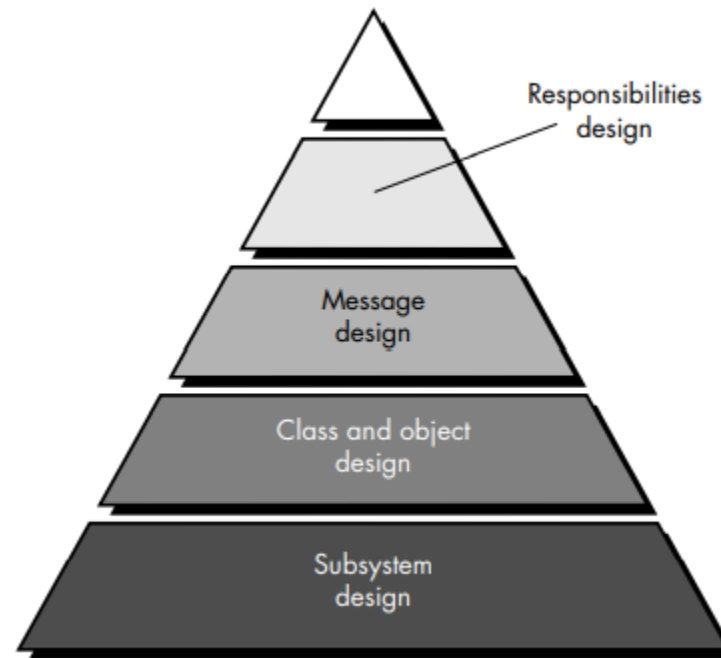 Responsibilities
design
Message
design
Class and object
design
Subsystem
design